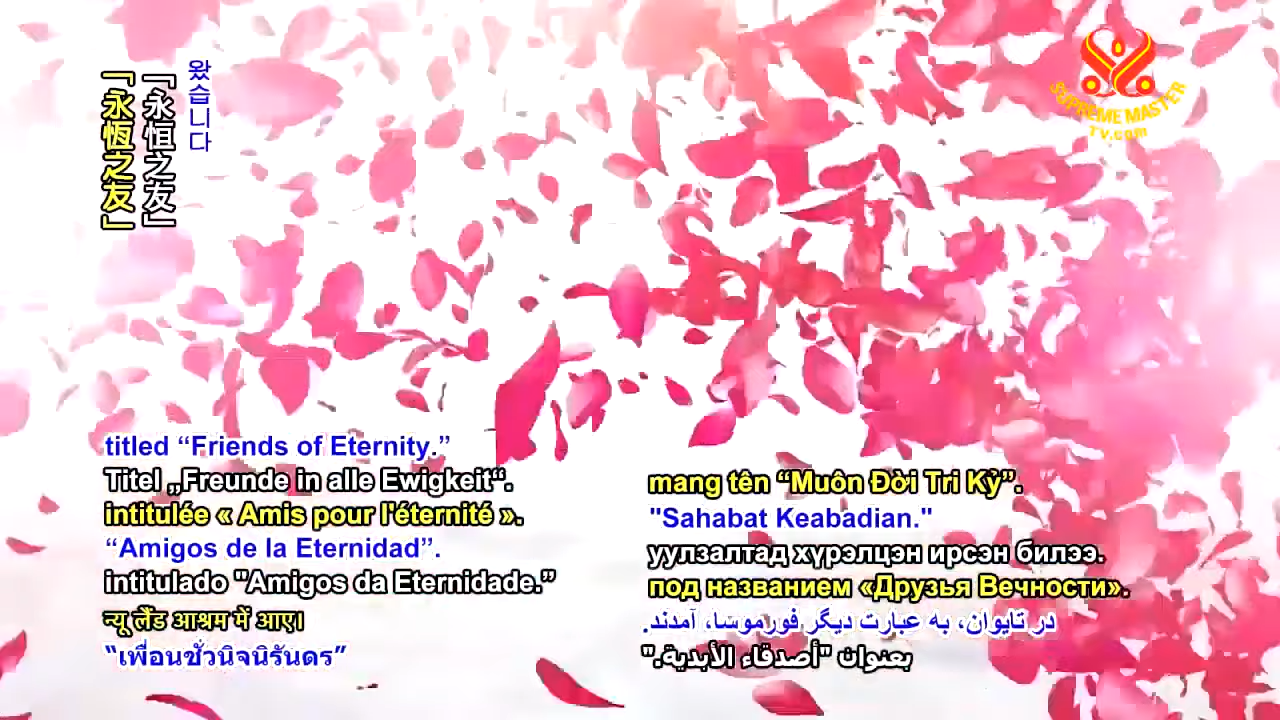 왔습니다
「永恒之友」
「永恆之友」
SUPREME MASTER
TV.com
titled “Friends of Eternity.”
Titel „Freunde in alle Ewigkeit“.
intitulée « Amis pour l'éternité ».
“Amigos de la Eternidad”.
intitulado "Amigos da Eternidade.”
न्यू लैंड आश्रम में आए।
“เพื่อนชั่วนิจนิรันดร”
mang tên “Muôn Đời Tri Kỷ”.
"Sahabat Keabadian."
уулзалтад хүрэлцэн ирсэн билээ.
под названием «Друзья Вечности».
در تایوان، به عبارت دیگر فورموسا، آمدند.
بعنوان "أصدقاء الأبدية."